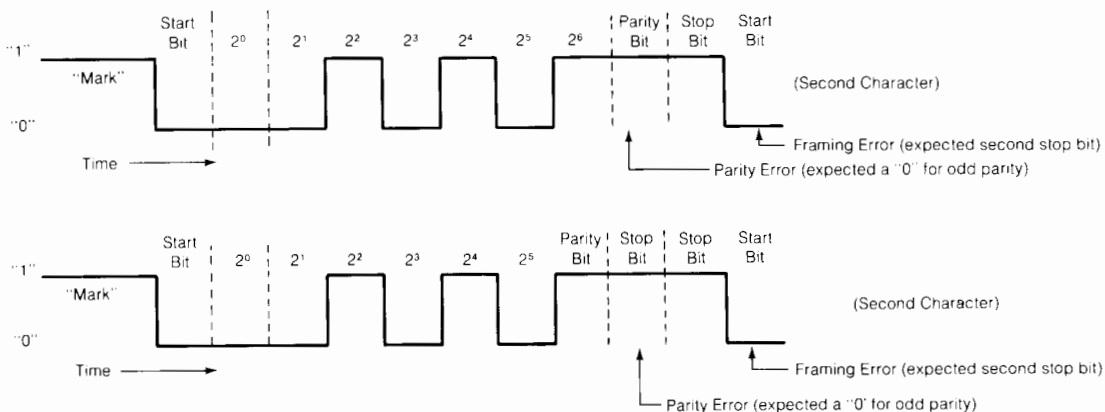 Start Bit 2⁰ 2¹ 2² 2³ 2⁴ 2⁵ 2⁶ Parity Bit Stop Bit Start Bit
"1"
"Mark"
(Second Character)
"0"
Framing Error (expected second stop bit)
Time
Parity Error (expected a "0" for odd parity)
Start Bit 2⁰ 2¹ 2² 2³ 2⁴ 2⁵ Parity Bit Stop Bit Stop Bit Start Bit
"1"
"Mark"
(Second Character)
"0"
Time
Framing Error (expected second stop bit)
Parity Error (expected a "0" for odd parity)